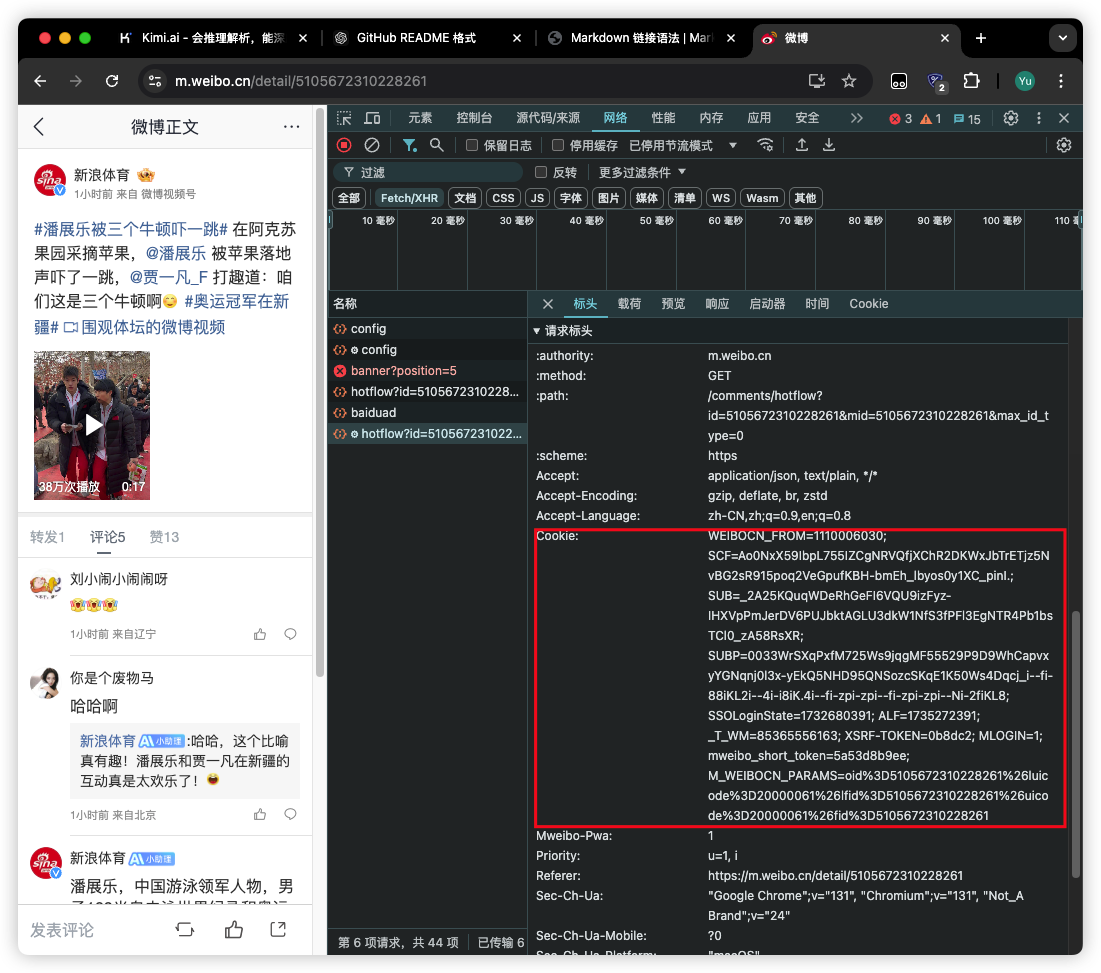 Kimi.ai - 会推理解析，能深
GitHub README 格式
Markdown 链接语法 | Mar
微博
m.weibo.cn/detail/5105672310228261
2
Yu
微博正文
新浪体育
1小时前 来自 微博视频号
#潘展乐被三个牛顿吓一跳# 在阿克苏
果园采摘苹果，@潘展乐 被苹果落地
声吓了一跳，@贾一凡_F 打趣道：咱
们这是三个牛顿啊 #奥运冠军在新
疆# 围观体坛的微博视频
38万次播放 0:17
转发1 评论5 赞13
刘小闹小闹闹呀
1小时前 来自辽宁
你是个废物马
哈哈啊
新浪体育 AI 小助理:哈哈，这个比喻
真有趣！潘展乐和贾一凡在新疆的
互动真是太欢乐了！
1小时前 来自北京
新浪体育 AI 小助理
潘展乐，中国游泳领军人物，男
发表评论
元素 控制台 源代码/来源 网络 性能 内存 应用 安全 3 1 15
保留日志 停用缓存 已停用节流模式
过滤 反转 更多过滤条件
全部 Fetch/XHR 文档 CSS JS 字体 图片 媒体 清单 WS Wasm 其他
10 毫秒 20 毫秒 30 毫秒 40 毫秒 50 毫秒 60 毫秒 70 毫秒 80 毫秒 90 毫秒 100 毫秒 110 毫
名称
config
config
banner?position=5
hotflow?id=5105672310228...
baiduad
hotflow?id=510567231022...
第 6 项请求，共 44 项 已传输 6
标头 载荷 预览 响应 启动器 时间 Cookie
请求标头
:authority: m.weibo.cn
:method: GET
:path: /comments/hotflow?
id=5105672310228261&mid=5105672310228261&max_id_t
ype=0
:scheme: https
Accept: application/json, text/plain, */*
Accept-Encoding: gzip, deflate, br, zstd
Accept-Language: zh-CN,zh;q=0.9,en;q=0.8
Cookie: WEIBOCN_FROM=1110006030;
SCF=Ao0NxX59IbpL755IZCgNRVQfjXChR2DKWxJbTrETjz5N
vBG2sR915poq2VeGpufKBH-bmEh_Ibyos0y1XC_pinI.;
SUB=_2A25KQuqWDeRhGeFI6VQU9izFyz-
IHXVpPmJerDV6PUJbktAGLU3dkW1NfS3fPFl3EgNTR4Pb1bs
TCl0_zA58RsXR;
SUBP=0033WrSXqPxfM725Ws9jqgMF55529P9D9WhCapvx
yYGNqnj0I3x-yEkQ5NHD95QNSozcSKqE1K50Ws4Dqcj_i--fi-
88iKL2i--4i-i8iK.4i--fi-zpi-zpi--fi-zpi-zpi--Ni-2fiKL8;
SSOLoginState=1732680391; ALF=1735272391;
_T_WM=85365556163; XSRF-TOKEN=0b8dc2; MLOGIN=1;
mweibo_short_token=5a53d8b9ee;
M_WEIBOCN_PARAMS=oid%3D5105672310228261%26luic
ode%3D20000061%26lfid%3D5105672310228261%26uico
de%3D20000061%26fid%3D5105672310228261
Mweibo-Pwa: 1
Priority: u=1, i
Referer: https://m.weibo.cn/detail/5105672310228261
Sec-Ch-Ua: "Google Chrome";v="131", "Chromium";v="131", "Not_A
Brand";v="24"
Sec-Ch-Ua-Mobile: ?0
Sec-Ch-Ua-Platform: "macOS"